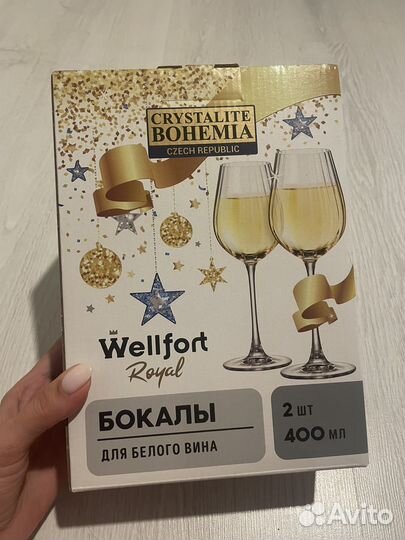 CRYSTALITE
BOHEMIA
CZECH REPUBLIC
Wellfort
Royal
БОКАЛЫ
ДЛЯ БЕЛОГО ВИНА
2 ШТ
400 МЛ
Avito